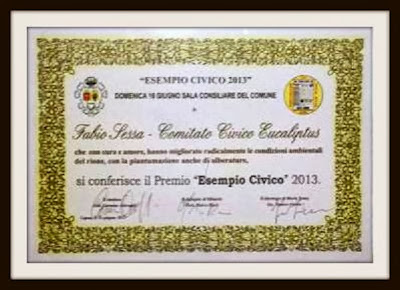 "ESEMPIO CIVICO 2013"
DOMENICA 16 GIUGNO SALA CONSILIARE DEL COMUNE
a
Fabio Sessa - Comitato Civico Eucaliptus
che con cura e amore, hanno migliorato radicalmente le condizioni ambientali
del rione, con la piantumazione anche di alberature,
si conferisce il Premio "Esempio Civico" 2013.
Il sindaco